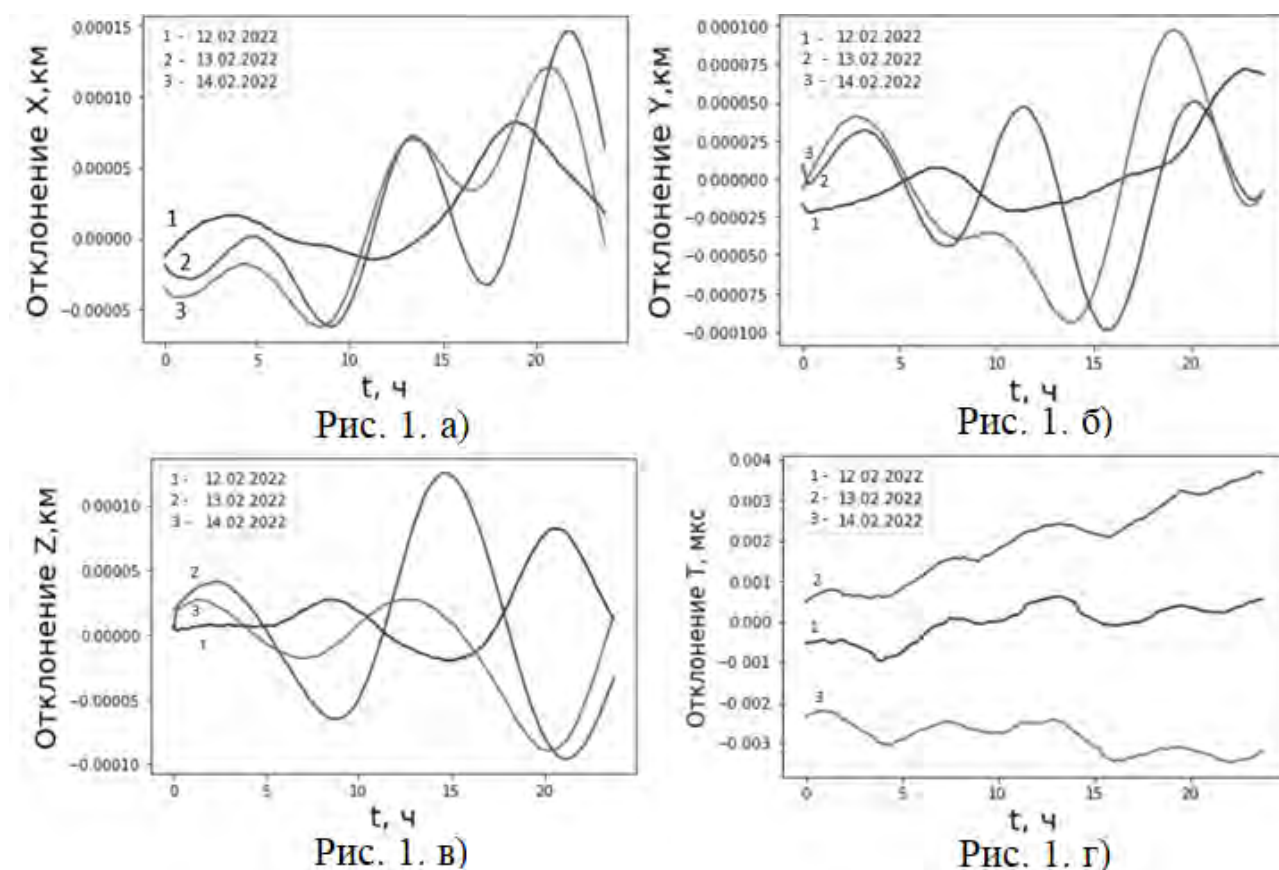 Отклонение X,км
0.00015
0.00010
0.00005
0.00000
−0.00005
1 - 12.02.2022
2 - 13.02.2022
3 - 14.02.2022
1
2
3
0
5
10
15
20
t, ч
Рис. 1. а)
Отклонение Y,км
0.000100
0.000075
0.000050
0.000025
0.000000
−0.000025
−0.000050
−0.000075
−0.000100
1 - 12.02.2022
2 - 13.02.2022
3 - 14.02.2022
3
2
1
0
5
10
15
20
t, ч
Рис. 1. б)
Отклонение Z,км
0.00010
0.00005
0.00000
−0.00005
−0.00010
1 - 12.02.2022
2 - 13.02.2022
3 - 14.02.2022
2
3
1
0
5
10
15
20
t, ч
Рис. 1. в)
Отклонение T, мкс
0.004
0.003
0.002
0.001
0.000
−0.001
−0.002
−0.003
1 - 12.02.2022
2 - 13.02.2022
3 - 14.02.2022
2
1
3
0
5
10
15
20
t, ч
Рис. 1. г)